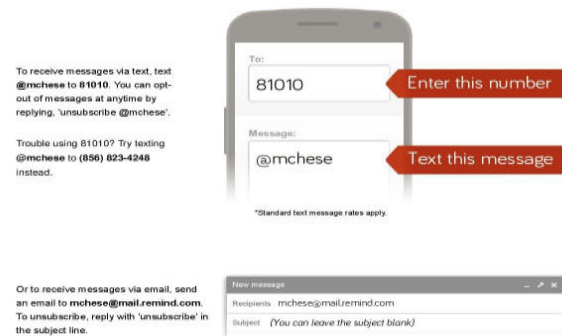 To receive messages via text, text
@mchese to 81010. You can opt-
out of messages at anytime by
replying, 'unsubscribe @mchese'.
Trouble using 81010? Try texting
@mchese to (856) 823-4248
instead.
To:
81010
Enter this number
Message:
@mchese
Text this message
*Standard text message rates apply.
Or to receive messages via email, send
an email to mchese@mail.remind.com.
To unsubscribe, reply with 'unsubscribe' in
the subject line.
New message
Recipients mchese@mail.remind.com
Subject (You can leave the subject blank)